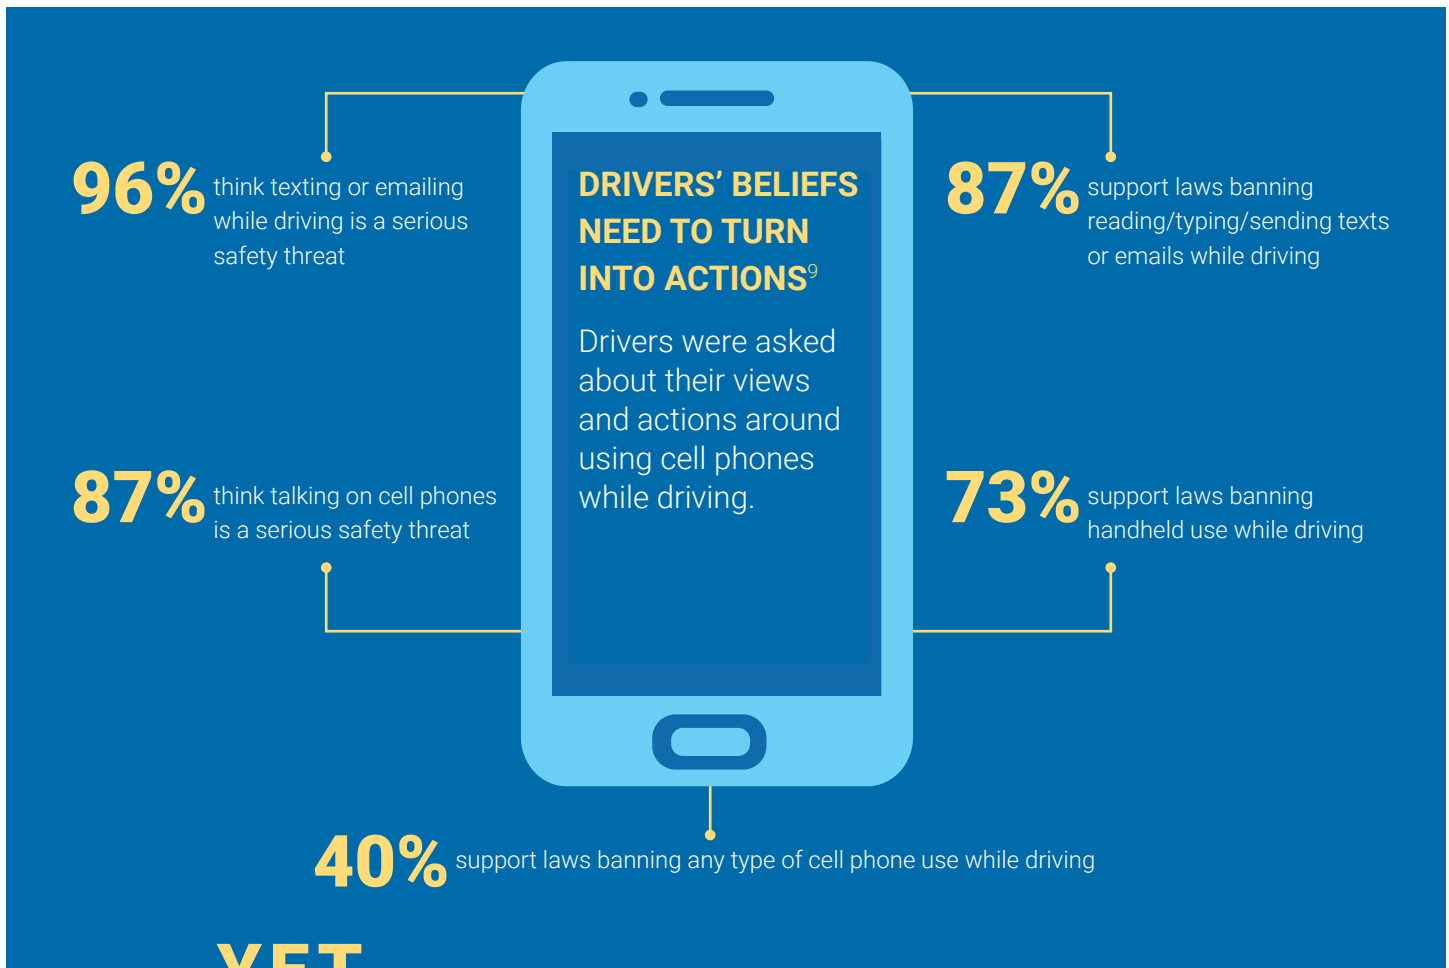 96% think texting or emailing
while driving is a serious
safety threat
DRIVERS’ BELIEFS
NEED TO TURN
INTO ACTIONS9
Drivers were asked
about their views
and actions around
using cell phones
while driving.
87% support laws banning
reading/typing/sending texts
or emails while driving
87% think talking on cell phones
is a serious safety threat
73% support laws banning
handheld use while driving
40% support laws banning any type of cell phone use while driving
YET